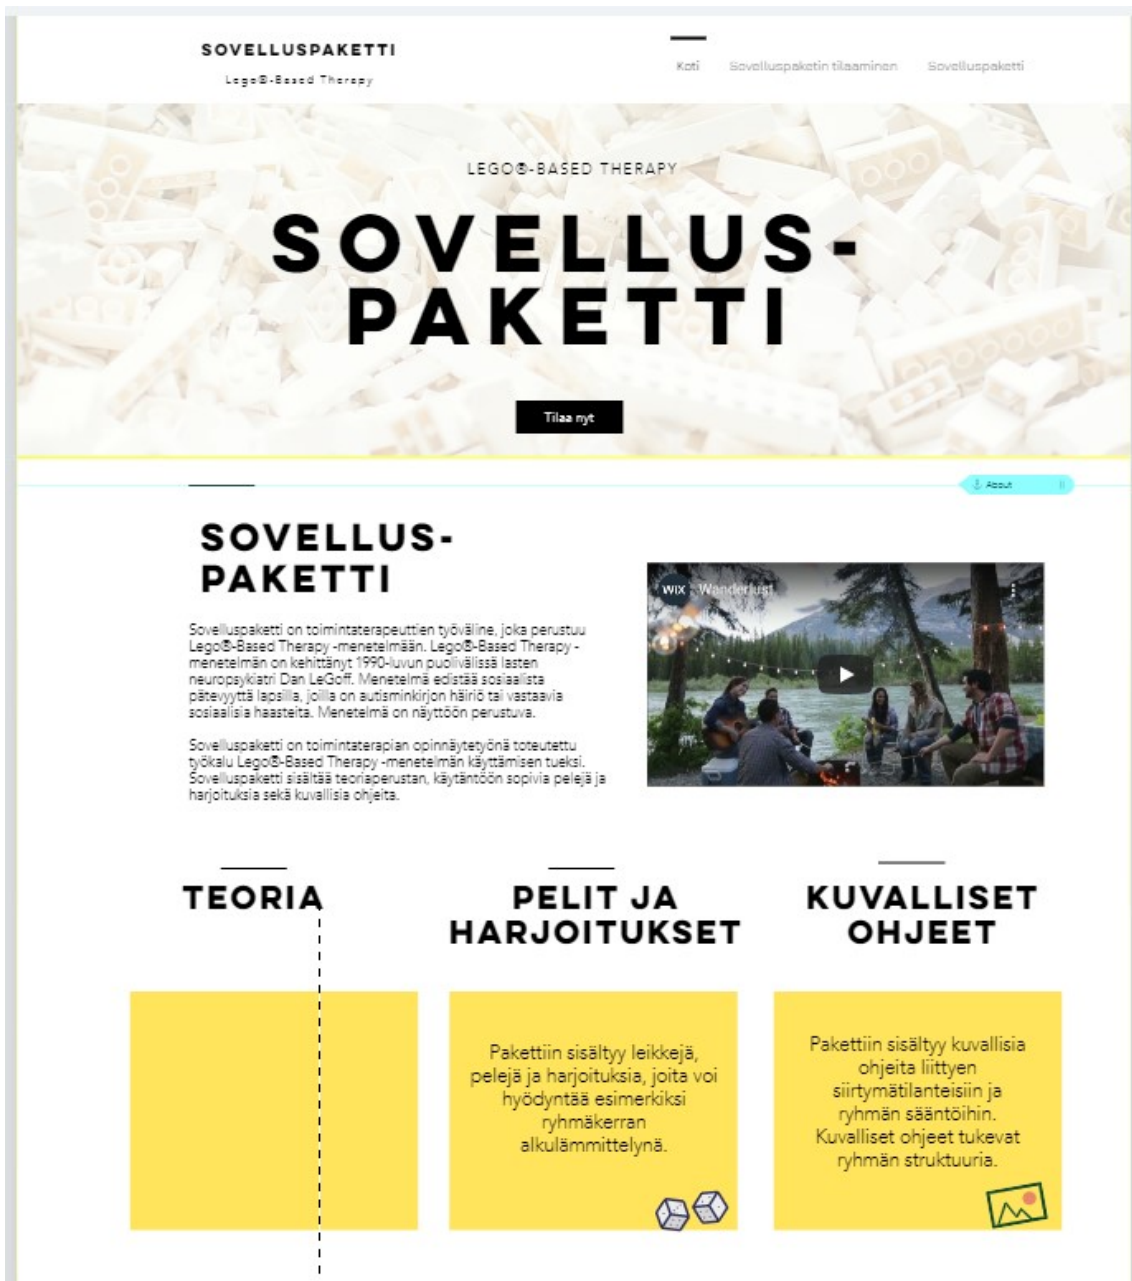 SOVELLUSPAKETTI
Lego®-Based Therapy
Koti Sovelluspaketin tilaaminen Sovelluspaketti
LEGO®-BASED THERAPY
SOVELLUS-
PAKETTI
Tilaa nyt
About
SOVELLUS-
PAKETTI
Sovelluspaketti on toimintaterapeuttien työväline, joka perustuu
Lego®-Based Therapy -menetelmään. Lego®-Based Therapy -
menetelmän on kehittänyt 1990-luvun puolivälissä lasten
neuropsykiatri Dan LeGoff. Menetelmä edistää sosiaalista
pätevyyttä lapsilla, joilla on autisminkirjon häiriö tai vastaavia
sosiaalisia haasteita. Menetelmä on näyttöön perustuva.
Sovelluspaketti on toimintaterapian opinnäytetyönä toteutettu
työkalu Lego®-Based Therapy -menetelmän käyttämisen tueksi.
Sovelluspaketti sisältää teoriaperustan, käytäntöön sopivia pelejä ja
harjoituksia sekä kuvallisia ohjeita.
WIX Wanderlust
TEORIA
PELIT JA
HARJOITUKSET
Pakettiin sisältyy leikkejä,
pelejä ja harjoituksia, joita voi
hyödyntää esimerkiksi
ryhmäkerran
alkulämmittelynä.
KUVALLISET
OHJEET
Pakettiin sisältyy kuvallisia
ohjeita liittyen
siirtymätilanteisiin ja
ryhmän sääntöihin.
Kuvalliset ohjeet tukevat
ryhmän struktuuria.